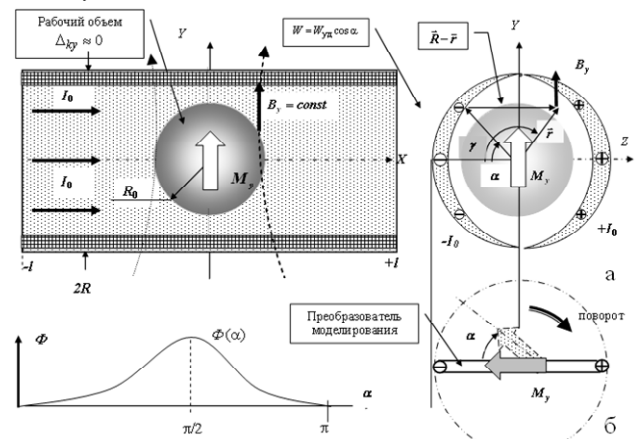 Рабочий объем
Δky ≈ 0
Y
W = Wуд cos α
R⃗ – r⃗
Y
By
I0
By = const
I0
X
R0
My
I0
-l
+l
2R
γ
r⃗
α
My
Z
-I0
+I0
а
Преобразователь
моделирования
поворот
α
My
б
Φ
Φ(α)
α
π/2
π